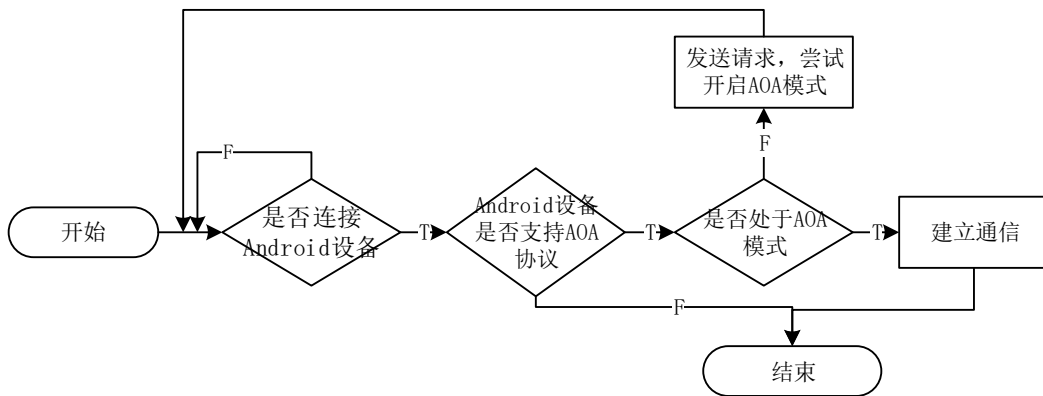 发送请求，尝试
开启AOA模式
F
F
开始
是否连接
Android设备
T
Android设备
是否支持AOA
协议
T
是否处于AOA
模式
T
建立通信
F
结束